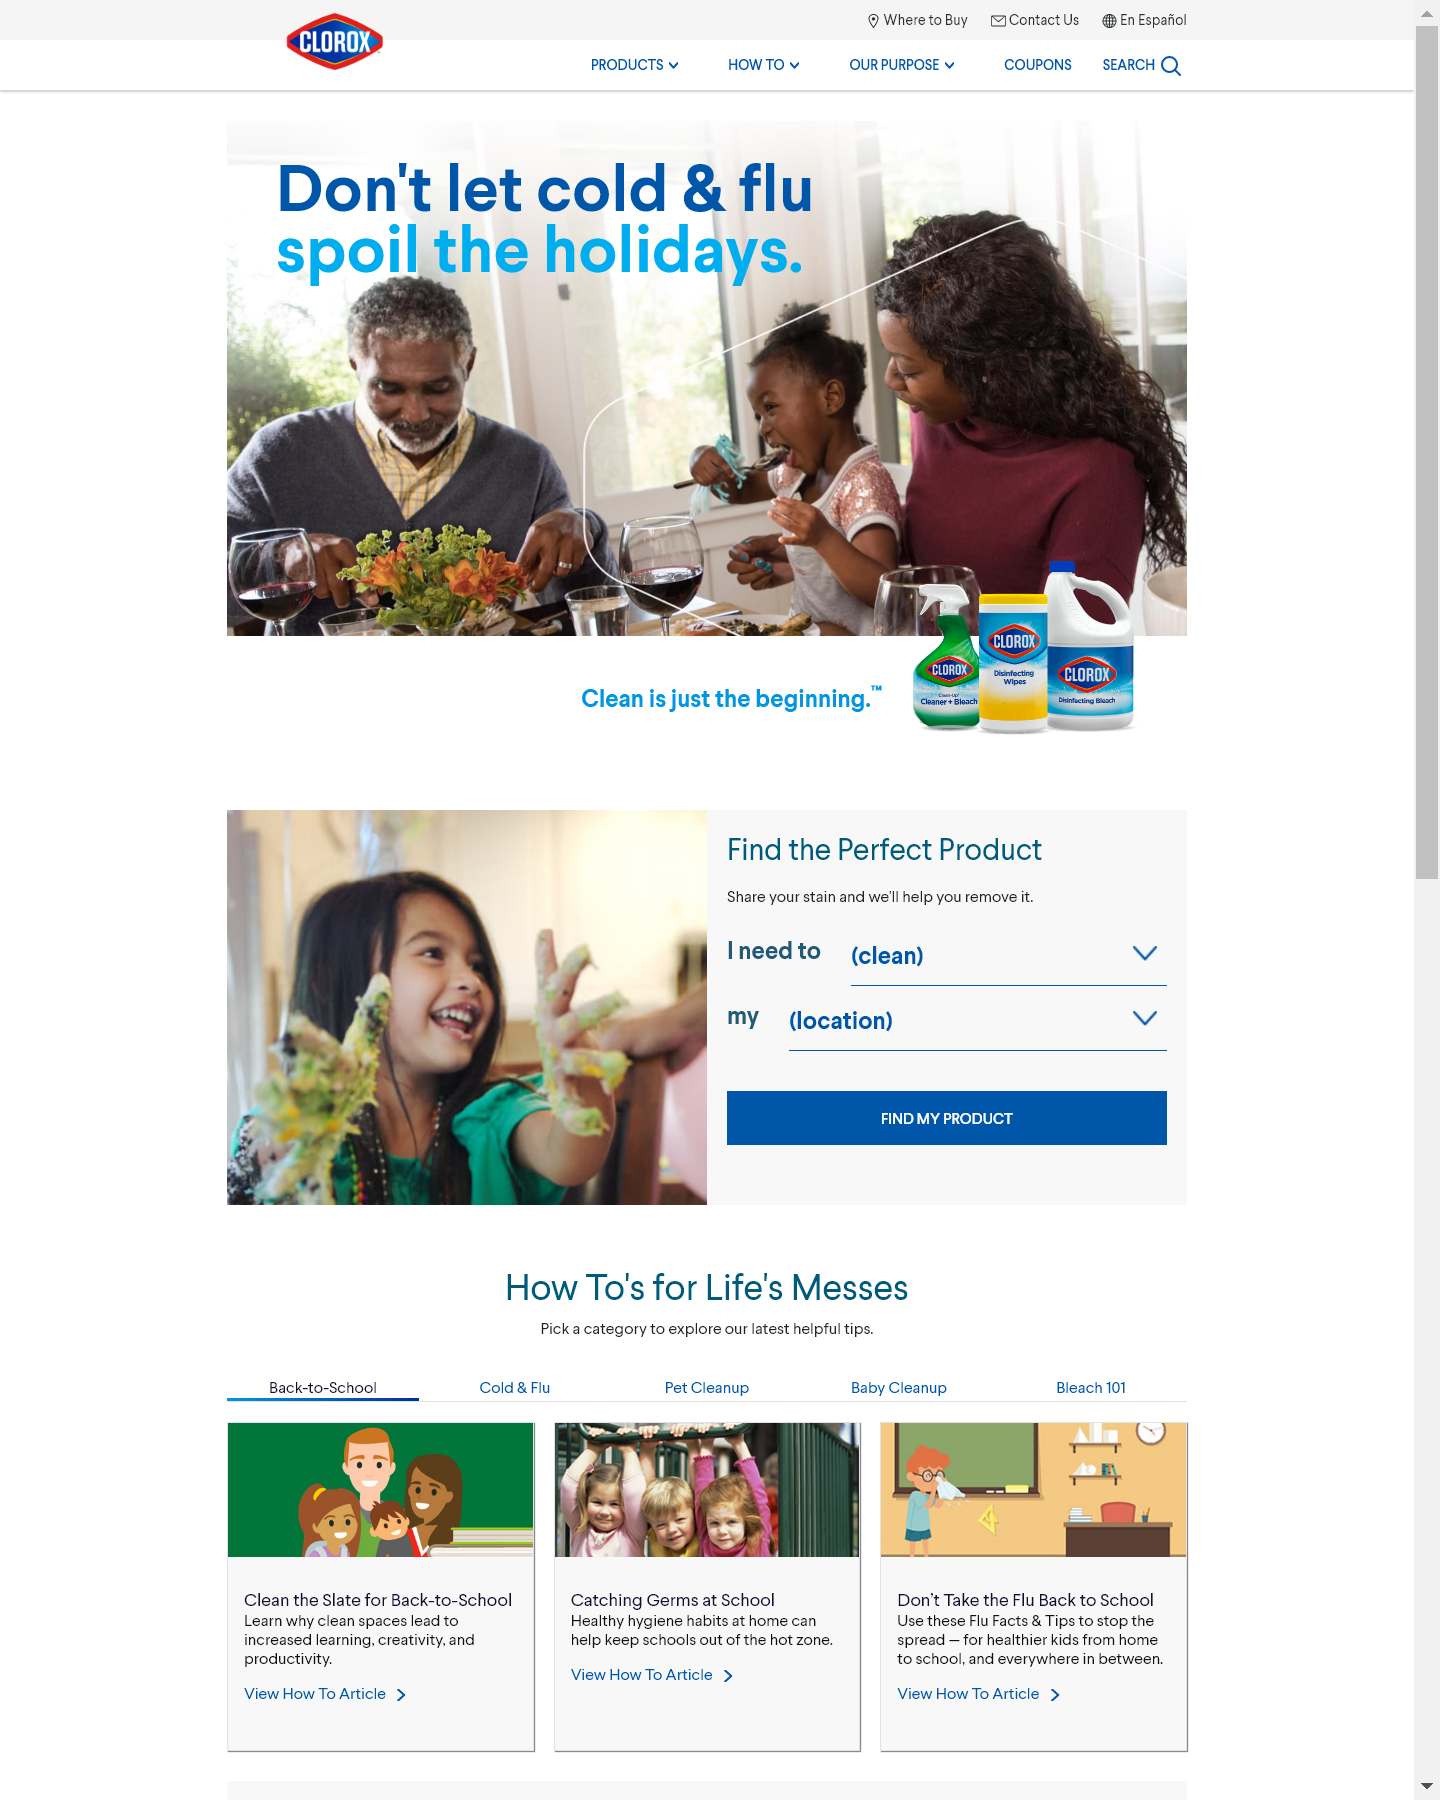 Where to Buy
Contact Us
En Español
CLOROX
PRODUCTS
HOW TO
OUR PURPOSE
COUPONS
SEARCH
Don't let cold & flu
spoil the holidays.
Clean is just the beginning.™
CLOROX
Clean-Up
Cleaner + Bleach
CLOROX
Disinfecting
Wipes
CLOROX
Disinfecting Bleach
Find the Perfect Product
Share your stain and we'll help you remove it.
I need to (clean)
my (location)
FIND MY PRODUCT
How To's for Life's Messes
Pick a category to explore our latest helpful tips.
Back-to-School
Cold & Flu
Pet Cleanup
Baby Cleanup
Bleach 101
Clean the Slate for Back-to-School
Learn why clean spaces lead to
increased learning, creativity, and
productivity.
View How To Article
Catching Germs at School
Healthy hygiene habits at home can
help keep schools out of the hot zone.
View How To Article
Don't Take the Flu Back to School
Use these Flu Facts & Tips to stop the
spread — for healthier kids from home
to school, and everywhere in between.
View How To Article